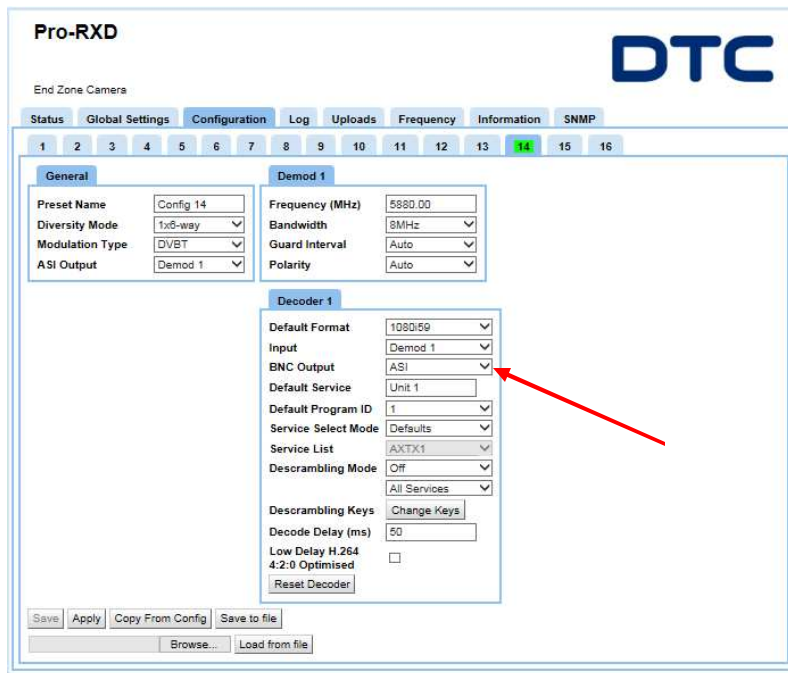 Pro-RXD
DTC
End Zone Camera
Status Global Settings Configuration Log Uploads Frequency Information SNMP
1 2 3 4 5 6 7 8 9 10 11 12 13 14 15 16
General
Preset Name Config 14
Diversity Mode 1x6-way
Modulation Type DVBT
ASI Output Demod 1
Demod 1
Frequency (MHz) 5880.00
Bandwidth 8MHz
Guard Interval Auto
Polarity Auto
Decoder 1
Default Format 1080i59
Input Demod 1
BNC Output ASI
Default Service Unit 1
Default Program ID 1
Service Select Mode Defaults
Service List AXTX1
Descrambling Mode Off
All Services
Descrambling Keys Change Keys
Decode Delay (ms) 50
Low Delay H.264
4:2:0 Optimised
Reset Decoder
Save Apply Copy From Config Save to file
Browse... Load from file